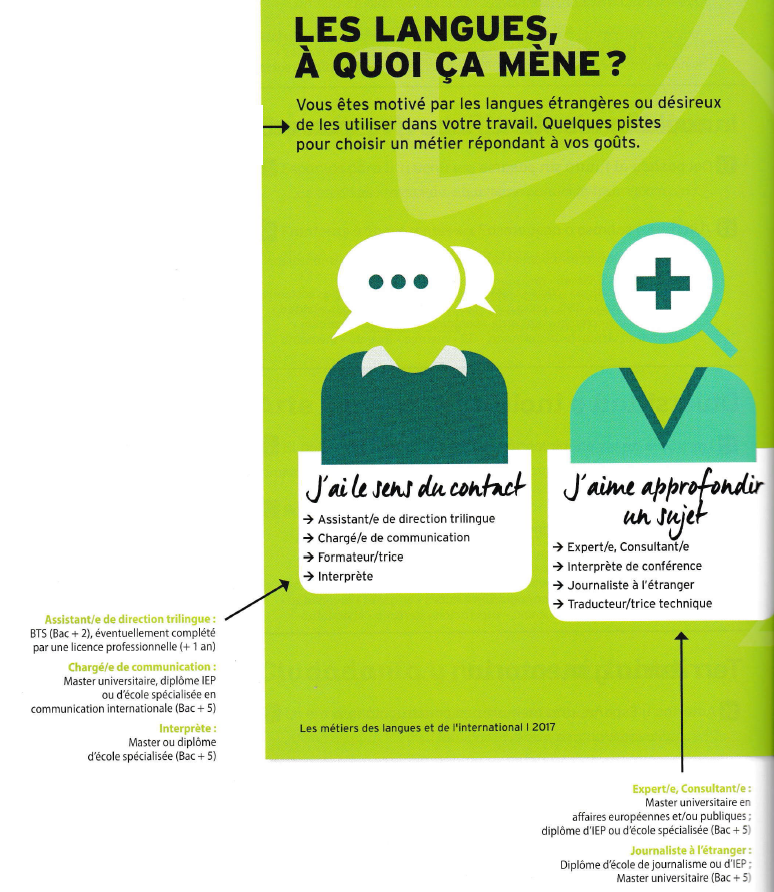 LES LANGUES,
À QUOI ÇA MÈNE ?
Vous êtes motivé par les langues étrangères ou désireux
de les utiliser dans votre travail. Quelques pistes
pour choisir un métier répondant à vos goûts.
J'ai le sens du contact
→ Assistant/e de direction trilingue
→ Chargé/e de communication
→ Formateur/trice
→ Interprète
J'aime approfondir
un sujet
→ Expert/e, Consultant/e
→ Interprète de conférence
→ Journaliste à l'étranger
→ Traducteur/trice technique
Assistant/e de direction trilingue :
BTS (Bac + 2), éventuellement complété
par une licence professionnelle (+ 1 an)
Chargé/e de communication :
Master universitaire, diplôme IEP
ou d'école spécialisée en
communication internationale (Bac + 5)
Interprète :
Master ou diplôme
d'école spécialisée (Bac + 5)
Les métiers des langues et de l'international I 2017
Expert/e, Consultant/e :
Master universitaire en
affaires européennes et/ou publiques ;
diplôme d'IEP ou d'école spécialisée (Bac + 5)
Journaliste à l'étranger :
Diplôme d'école de journalisme ou d'IEP ;
Master universitaire (Bac + 5)